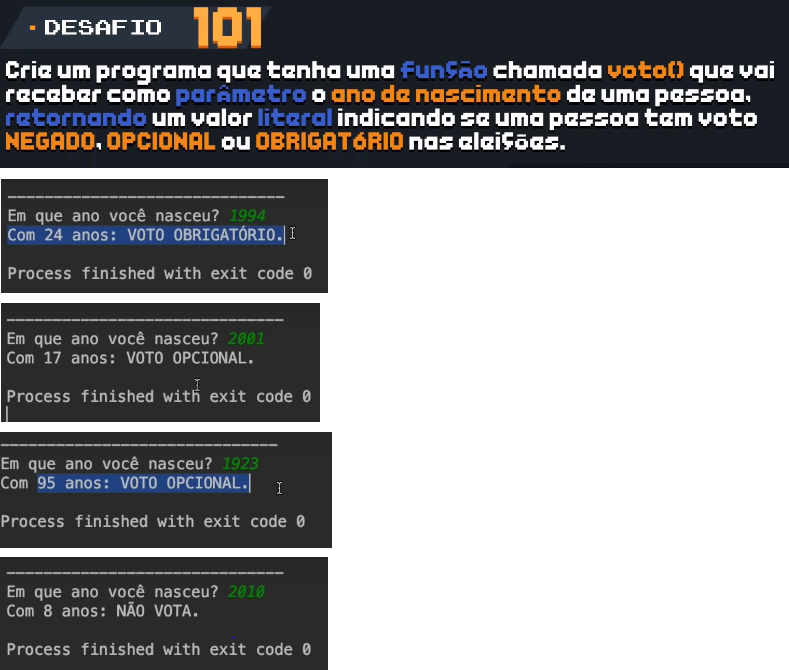 DESAFIO 101
Crie um programa que tenha uma função chamada voto() que vai
receber como parâmetro o ano de nascimento de uma pessoa,
retornando um valor literal indicando se uma pessoa tem voto
NEGADO, OPCIONAL ou OBRIGATÓRIO nas eleições.
------------------------------
Em que ano você nasceu? 1994
Com 24 anos: VOTO OBRIGATÓRIO.
Process finished with exit code 0
------------------------------
Em que ano você nasceu? 2001
Com 17 anos: VOTO OPCIONAL.
Process finished with exit code 0
------------------------------
Em que ano você nasceu? 1923
Com 95 anos: VOTO OPCIONAL.
Process finished with exit code 0
------------------------------
Em que ano você nasceu? 2010
Com 8 anos: NÃO VOTA.
Process finished with exit code 0